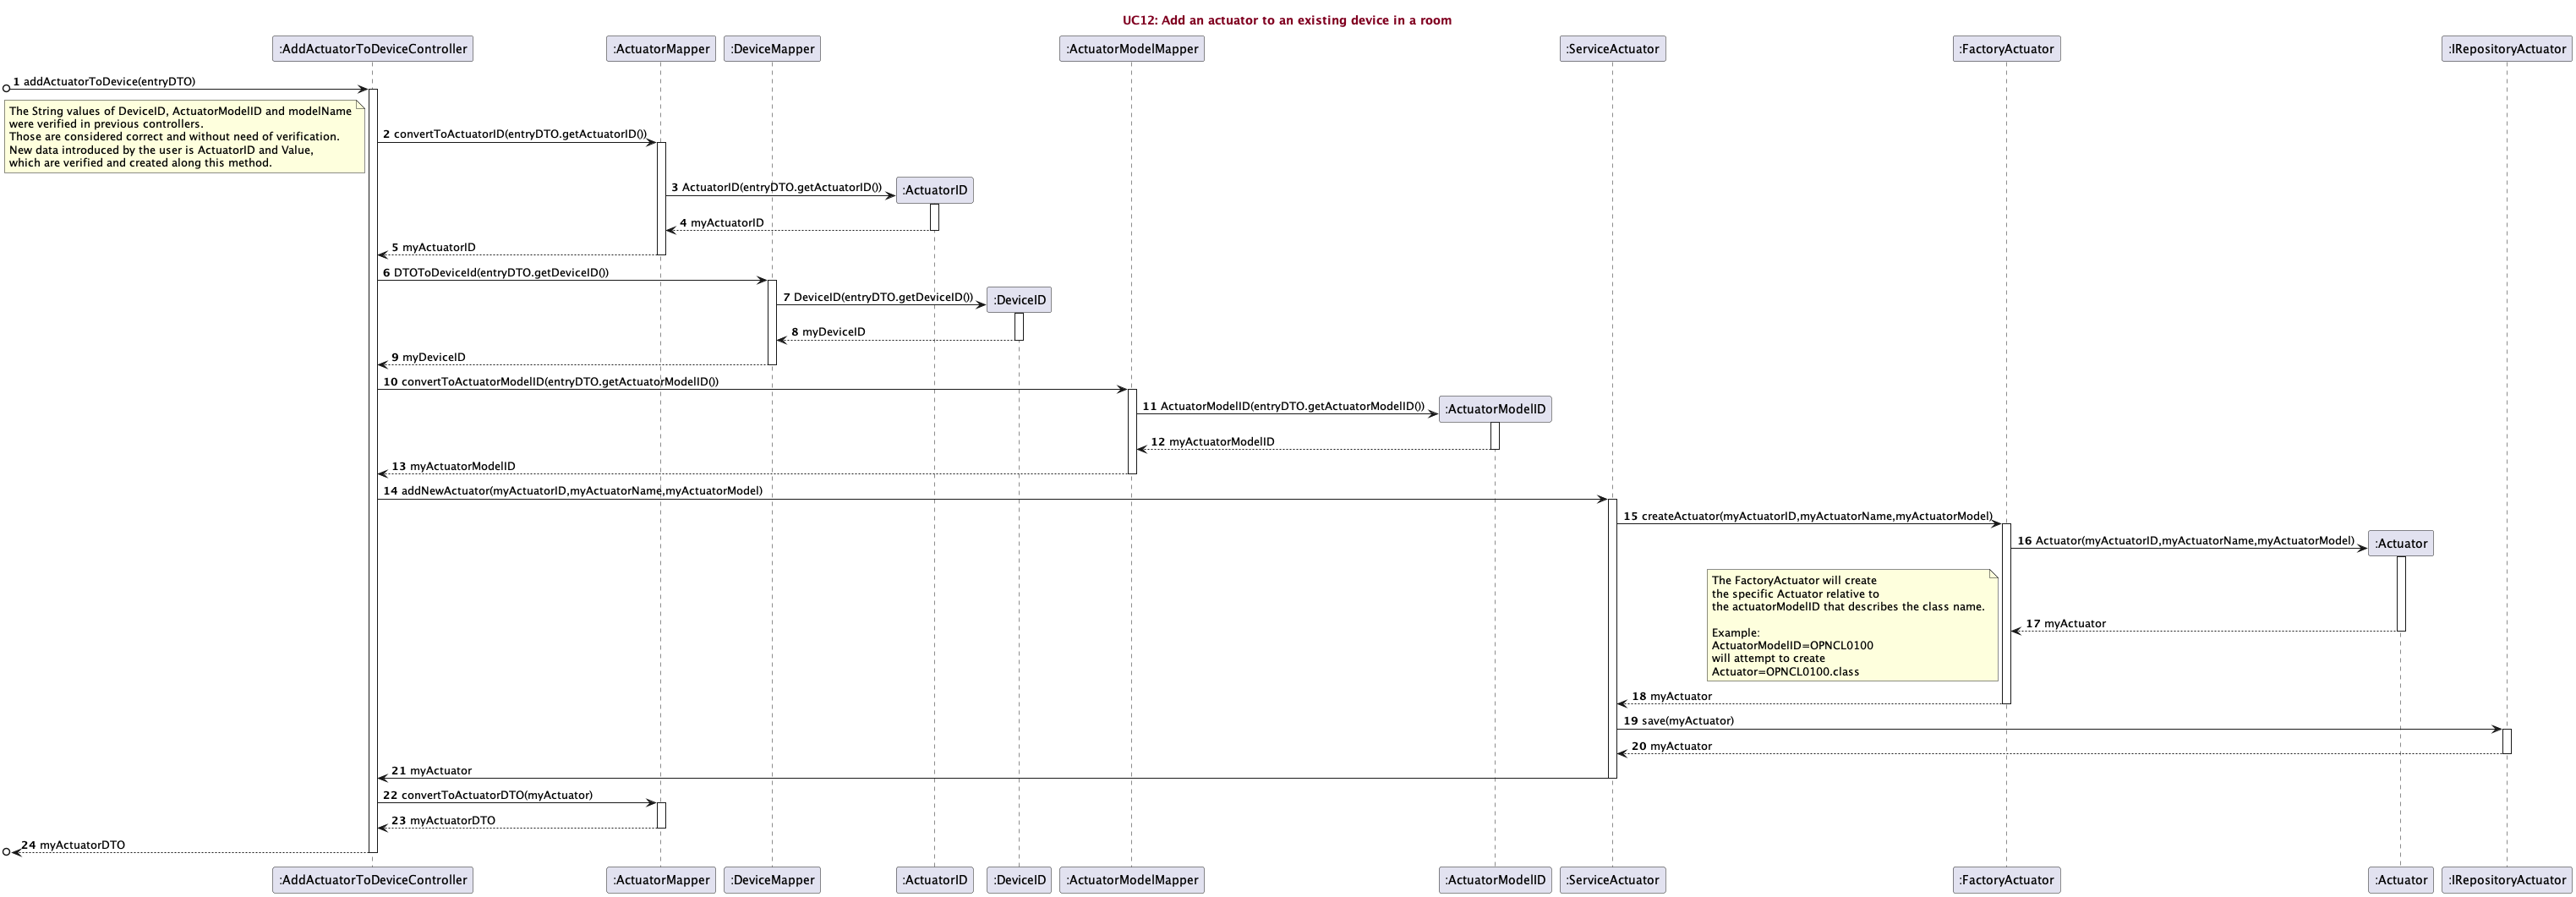 UC12: Add an actuator to an existing device in a room
:AddActuatorToDeviceController
:ActuatorMapper
:DeviceMapper
:ActuatorModelMapper
:ServiceActuator
:FactoryActuator
:IRepositoryActuator
1 addActuatorToDevice(entryDTO)
The String values of DeviceID, ActuatorModelID and modelName
were verified in previous controllers.
Those are considered correct and without need of verification.
New data introduced by the user is ActuatorID and Value,
which are verified and created along this method.
2 convertToActuatorID(entryDTO.getActuatorID())
3 ActuatorID(entryDTO.getActuatorID())
:ActuatorID
4 myActuatorID
5 myActuatorID
6 DTOToDeviceId(entryDTO.getDeviceID())
7 DeviceID(entryDTO.getDeviceID())
:DeviceID
8 myDeviceID
9 myDeviceID
10 convertToActuatorModelID(entryDTO.getActuatorModelID())
11 ActuatorModelID(entryDTO.getActuatorModelID())
:ActuatorModelID
12 myActuatorModelID
13 myActuatorModelID
14 addNewActuator(myActuatorID,myActuatorName,myActuatorModel)
15 createActuator(myActuatorID,myActuatorName,myActuatorModel)
16 Actuator(myActuatorID,myActuatorName,myActuatorModel)
:Actuator
The FactoryActuator will create
the specific Actuator relative to
the actuatorModelID that describes the class name.
Example:
ActuatorModelID=OPNCL0100
will attempt to create
Actuator=OPNCL0100.class
17 myActuator
18 myActuator
19 save(myActuator)
20 myActuator
21 myActuator
22 convertToActuatorDTO(myActuator)
23 myActuatorDTO
24 myActuatorDTO
:AddActuatorToDeviceController
:ActuatorMapper
:DeviceMapper
:ActuatorID
:DeviceID
:ActuatorModelMapper
:ActuatorModelID
:ServiceActuator
:FactoryActuator
:Actuator
:IRepositoryActuator